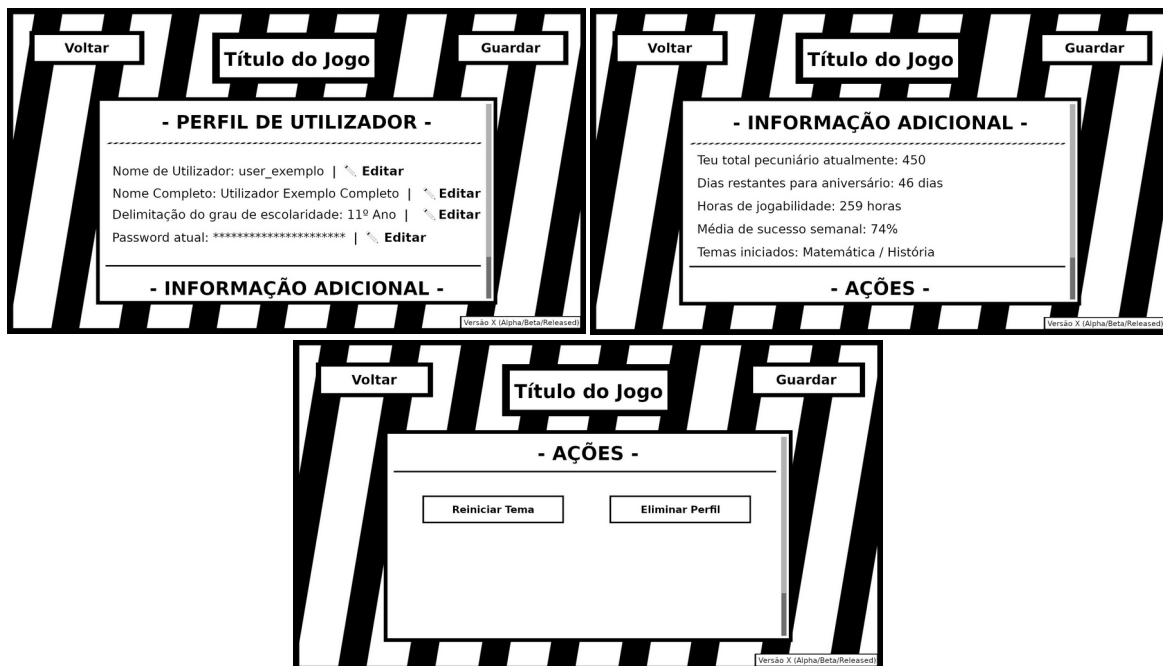 Voltar
Título do Jogo
Guardar
- PERFIL DE UTILIZADOR -
Nome de Utilizador: user_exemplo | Editar
Nome Completo: Utilizador Exemplo Completo | Editar
Delimitação do grau de escolaridade: 11º Ano | Editar
Password atual: ********************** | Editar
- INFORMAÇÃO ADICIONAL -
Versão X (Alpha/Beta/Released)
Voltar
Título do Jogo
Guardar
- INFORMAÇÃO ADICIONAL -
Teu total pecuniário atualmente: 450
Dias restantes para aniversário: 46 dias
Horas de jogabilidade: 259 horas
Média de sucesso semanal: 74%
Temas iniciados: Matemática / História
- AÇÕES -
Versão X (Alpha/Beta/Released)
Voltar
Título do Jogo
Guardar
- AÇÕES -
Reiniciar Tema
Eliminar Perfil
Versão X (Alpha/Beta/Released)